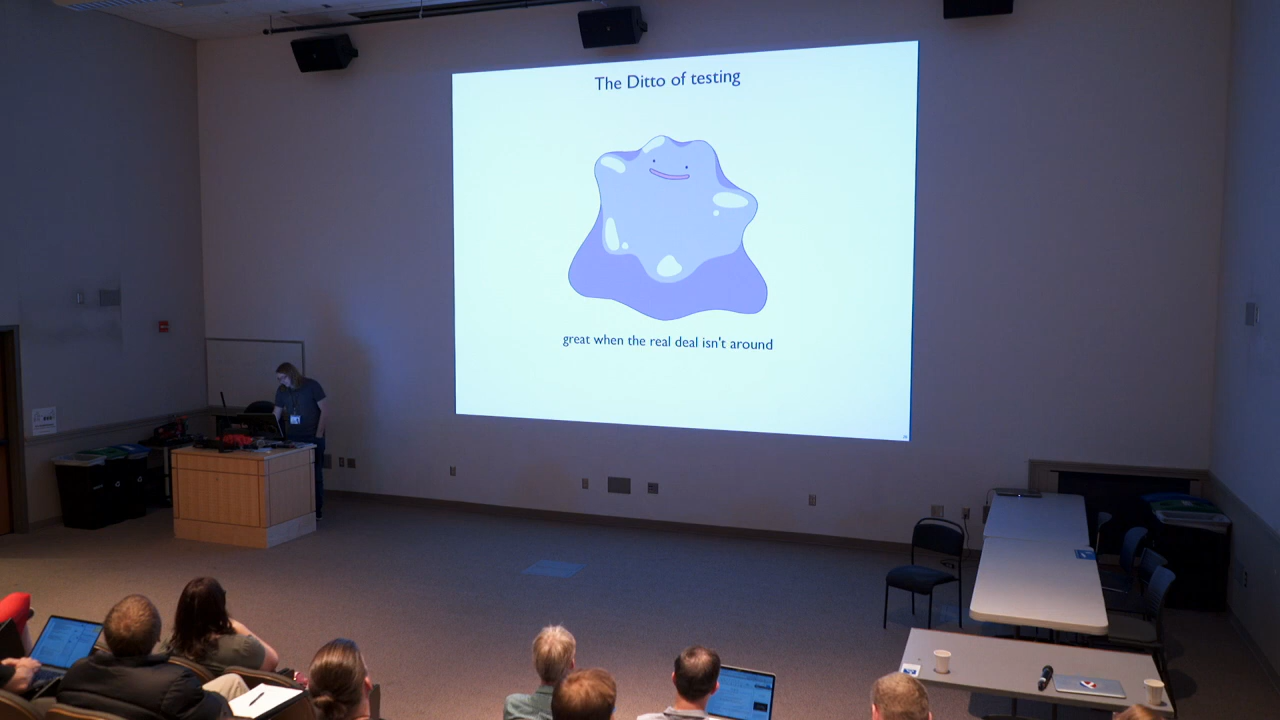 The Ditto of testing
great when the real deal isn't around